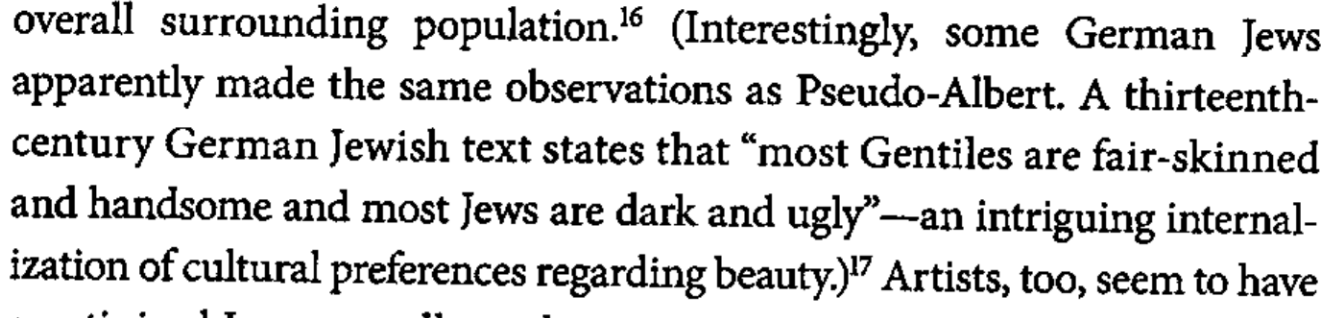 overall surrounding population.¹⁶ (Interestingly, some German Jews
apparently made the same observations as Pseudo-Albert. A thirteenth-
century German Jewish text states that “most Gentiles are fair-skinned
and handsome and most Jews are dark and ugly”—an intriguing internal-
ization of cultural preferences regarding beauty.)¹⁷ Artists, too, seem to have